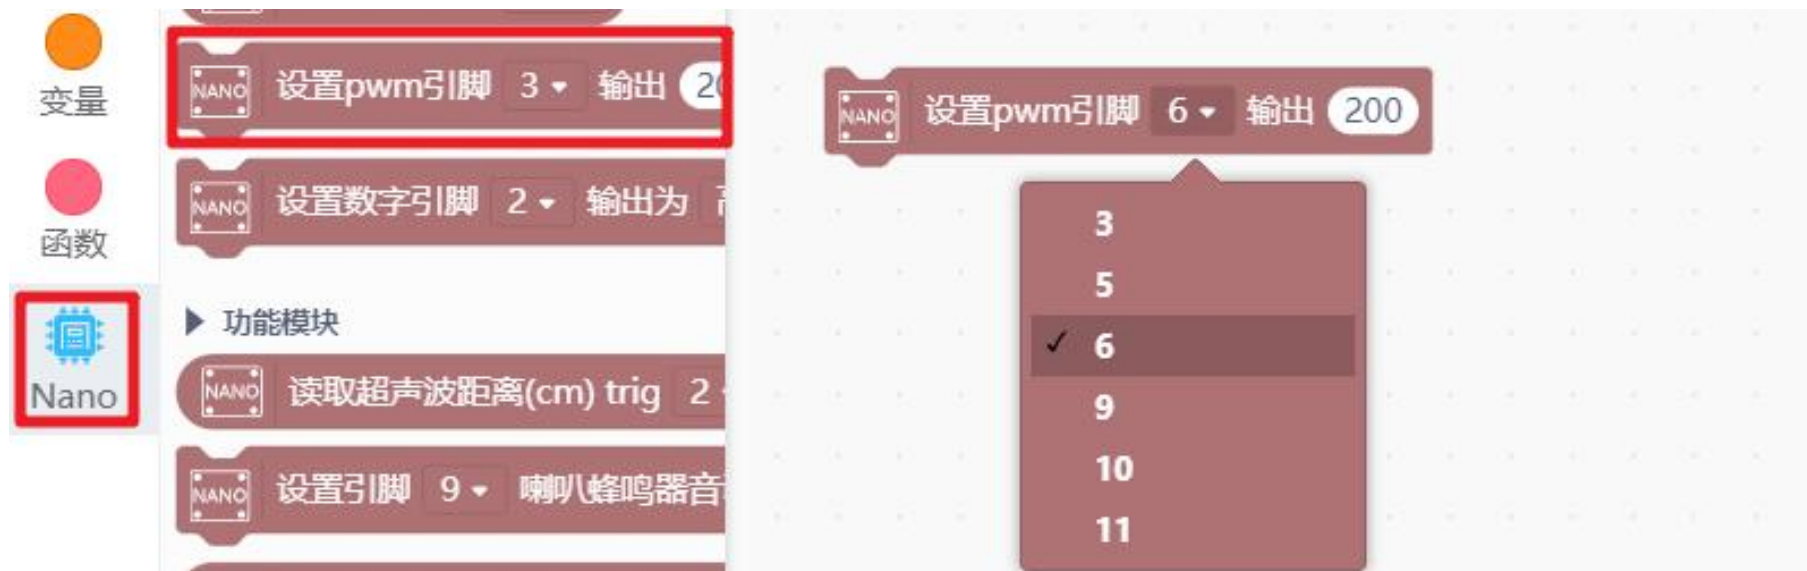 变量
函数
Nano
NANO 设置pwm引脚 3 输出
NANO 设置数字引脚 2 输出为
功能模块
NANO 读取超声波距离(cm) trig 2
NANO 设置引脚 9 喇叭蜂鸣器音
NANO 设置pwm引脚 6 输出 200
3
5
✓ 6
9
10
11